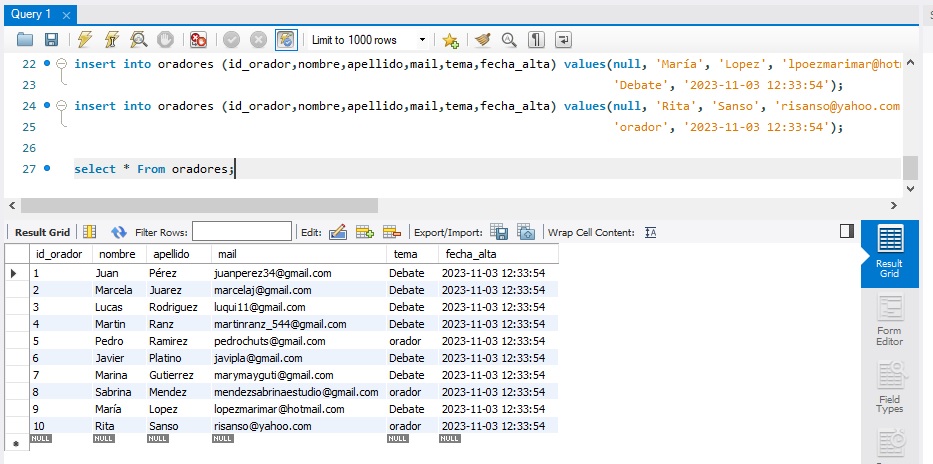 Query 1
Limit to 1000 rows
22 insert into oradores (id_orador,nombre,apellido,mail,tema,fecha_alta) values(null, 'María', 'Lopez', 'lpoezmarimar@hotm
23 'Debate', '2023-11-03 12:33:54');
24 insert into oradores (id_orador,nombre,apellido,mail,tema,fecha_alta) values(null, 'Rita', 'Sanso', 'risanso@yahoo.com
25 'orador', '2023-11-03 12:33:54');
26
27 select * From oradores;
Result Grid Filter Rows: Edit: Export/Import: Wrap Cell Content: IA
id_orador nombre apellido mail tema fecha_alta
1 Juan Pérez juanperez34@gmail.com Debate 2023-11-03 12:33:54
2 Marcela Juarez marcelaj@gmail.com Debate 2023-11-03 12:33:54
3 Lucas Rodriguez luqui11@gmail.com Debate 2023-11-03 12:33:54
4 Martin Ranz martinranz_544@gmail.com Debate 2023-11-03 12:33:54
5 Pedro Ramirez pedrochuts@gmail.com orador 2023-11-03 12:33:54
6 Javier Platino javipla@gmail.com Debate 2023-11-03 12:33:54
7 Marina Gutierrez marymayguti@gmail.com Debate 2023-11-03 12:33:54
8 Sabrina Mendez mendezsabrinaestudio@gmail.com orador 2023-11-03 12:33:54
9 María Lopez lopezmarimar@hotmail.com Debate 2023-11-03 12:33:54
10 Rita Sanso risanso@yahoo.com orador 2023-11-03 12:33:54
NULL NULL NULL NULL NULL NULL
Result
Grid
Form
Editor
Field
Types